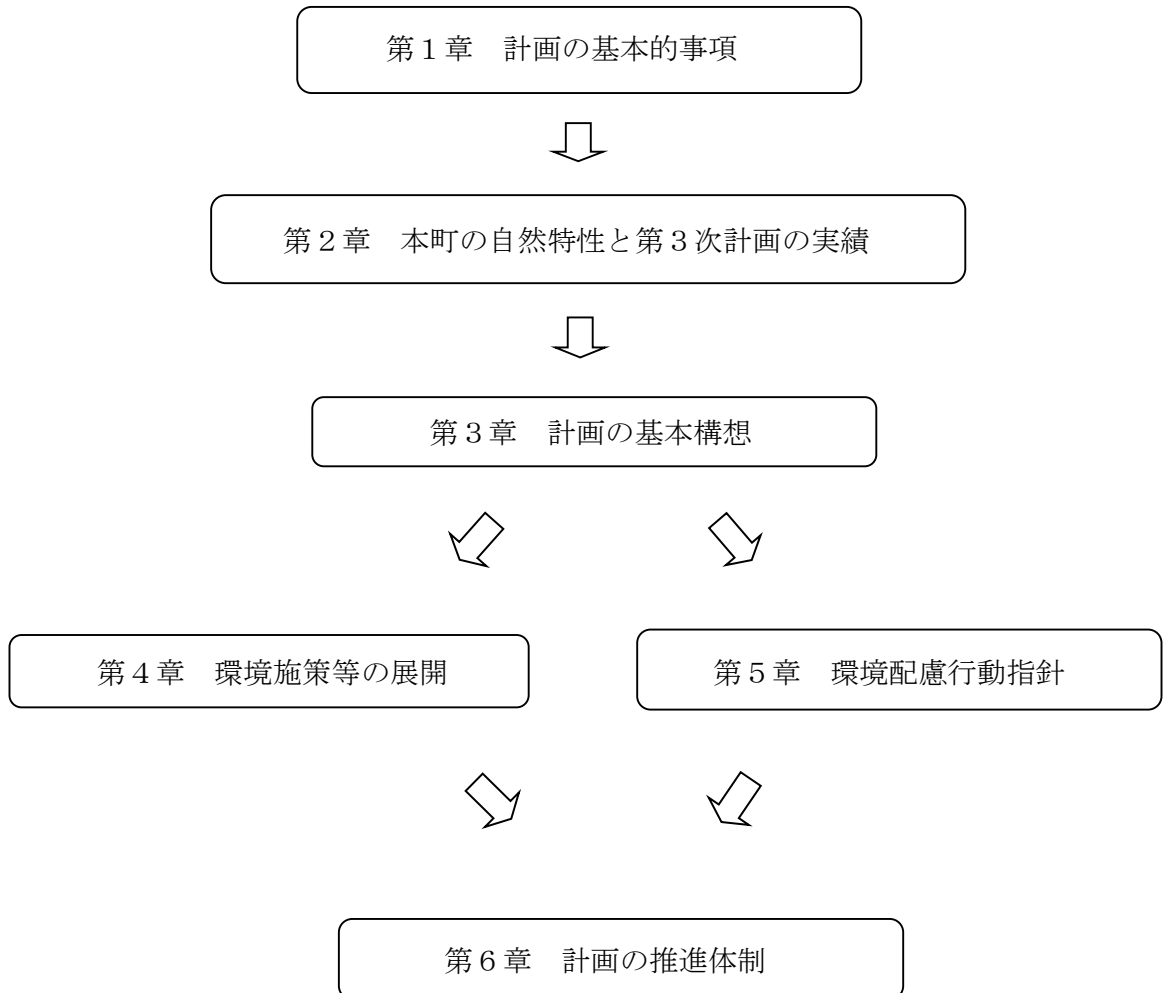 第１章　計画の基本的事項
第２章　本町の自然特性と第３次計画の実績
第３章　計画の基本構想
第４章　環境施策等の展開
第５章　環境配慮行動指針
第６章　計画の推進体制